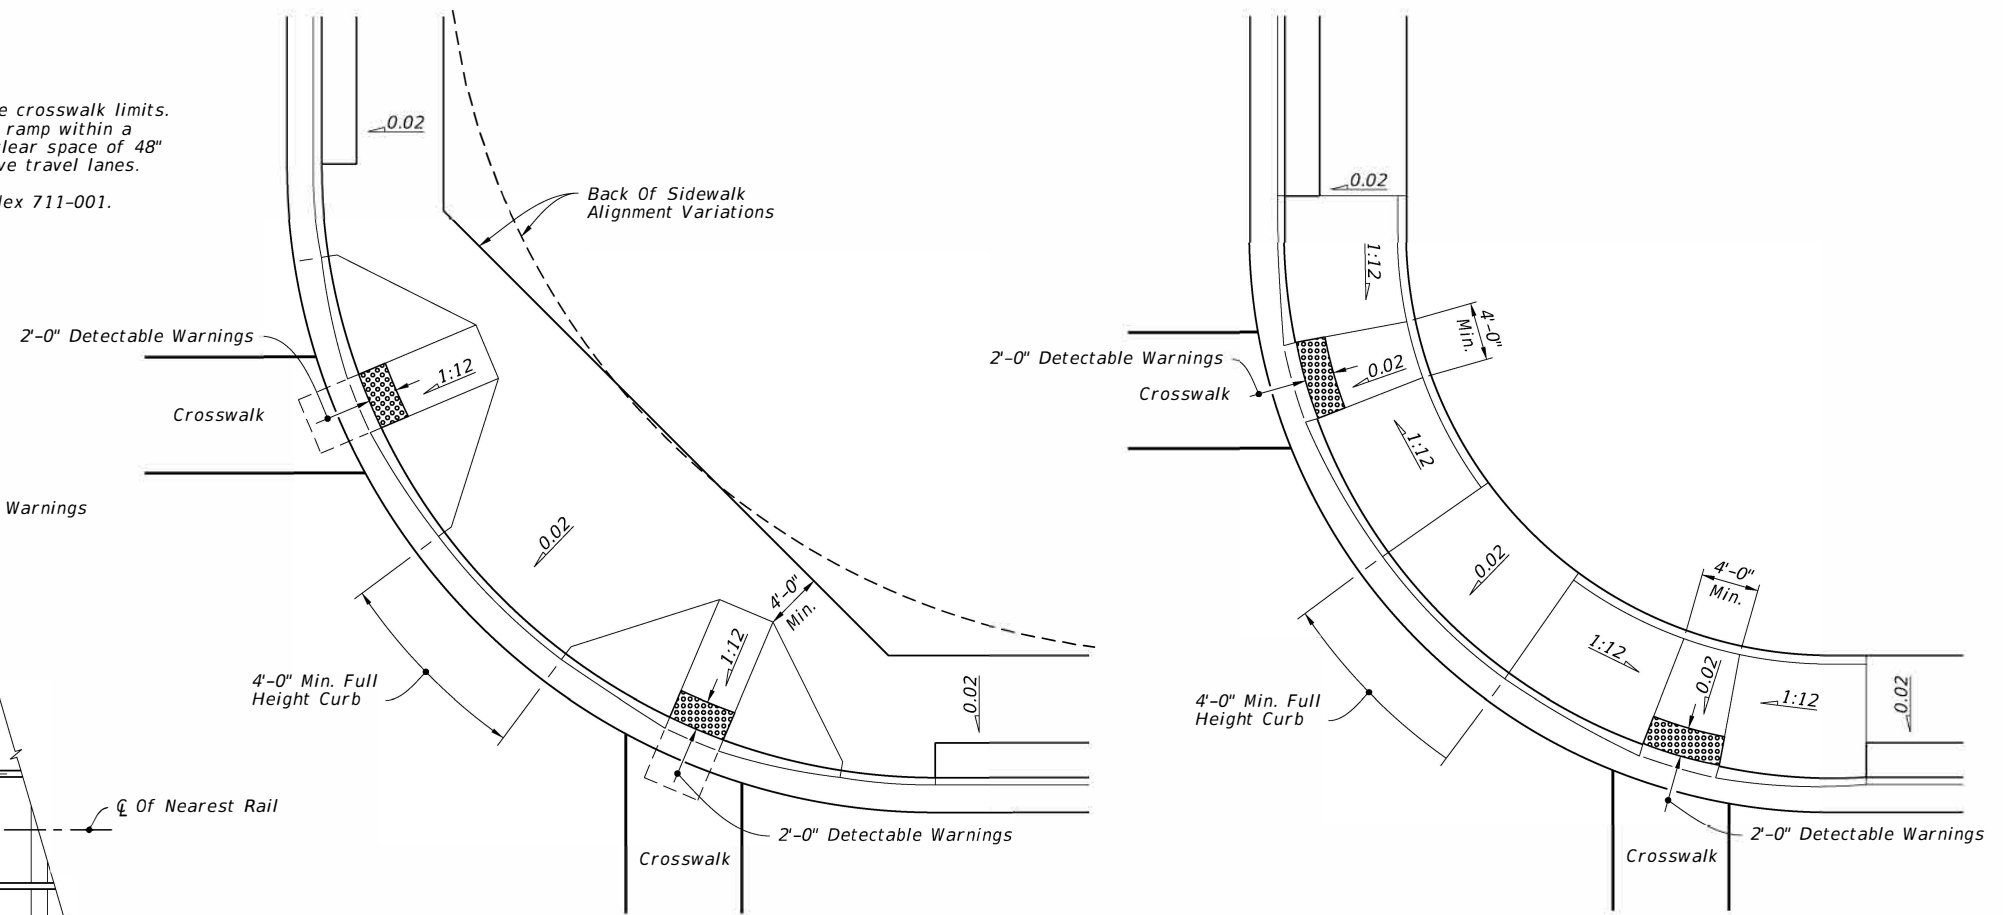 e crosswalk limits.
ramp within a
clear space of 48"
ve travel lanes.
lex 711-001.
Warnings
℄ Of Nearest Rail
0.02
Back Of Sidewalk
Alignment Variations
2'-0" Detectable Warnings
1:12
Crosswalk
0.02
4'-0"
Min.
1:12
4'-0" Min. Full
Height Curb
0.02
2'-0" Detectable Warnings
Crosswalk
0.02
1:12
4'-0"
Min.
2'-0" Detectable Warnings
0.02
Crosswalk
1:12
0.02
4'-0"
Min.
1:12
0.02
1:12
0.02
4'-0" Min. Full
Height Curb
2'-0" Detectable Warnings
Crosswalk